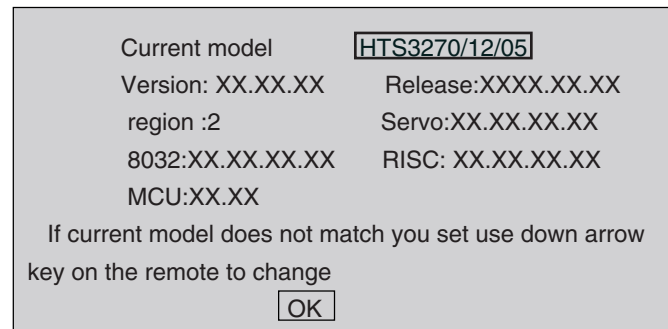 Current model HTS3270/12/05
Version: XX.XX.XX Release:XXXX.XX.XX
region :2 Servo:XX.XX.XX.XX
8032:XX.XX.XX.XX RISC: XX.XX.XX.XX
MCU:XX.XX
If current model does not match you set use down arrow
key on the remote to change
OK